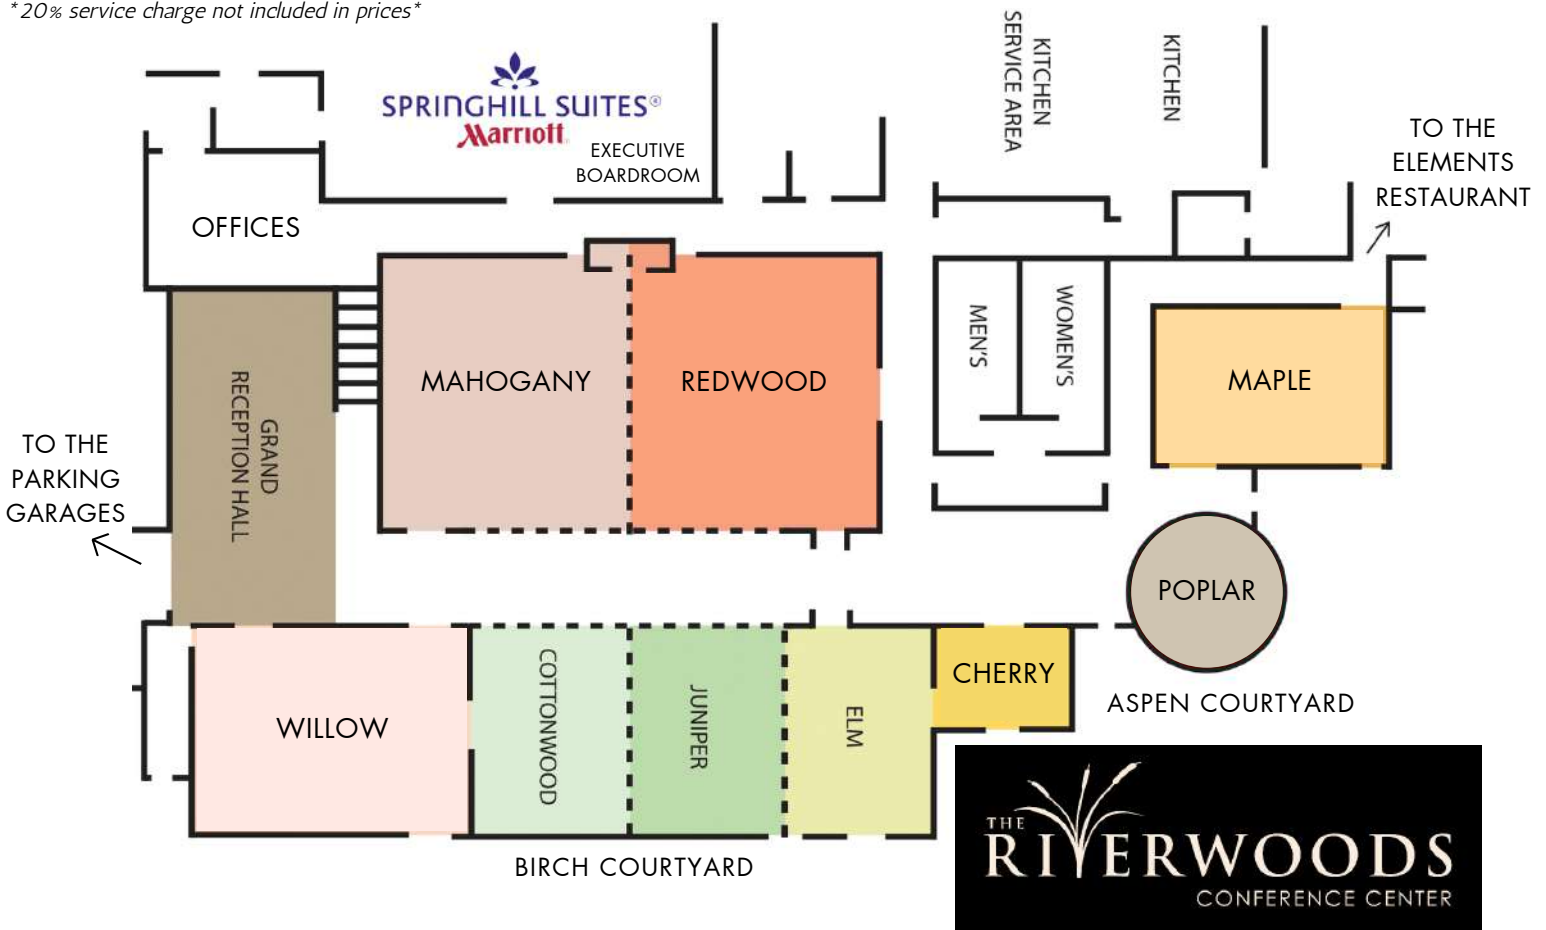 *20% service charge not included in prices*
SPRINGHILL SUITES®
Marriott
EXECUTIVE
BOARDROOM
KITCHEN
SERVICE AREA
KITCHEN
TO THE
ELEMENTS
RESTAURANT
OFFICES
MAHOGANY
REDWOOD
MEN'S
WOMEN'S
MAPLE
GRAND
RECEPTION HALL
TO THE
PARKING
GARAGES
POPLAR
WILLOW
COTTONWOOD
JUNIPER
ELM
CHERRY
ASPEN COURTYARD
BIRCH COURTYARD
THE
RIVERWOODS
CONFERENCE CENTER